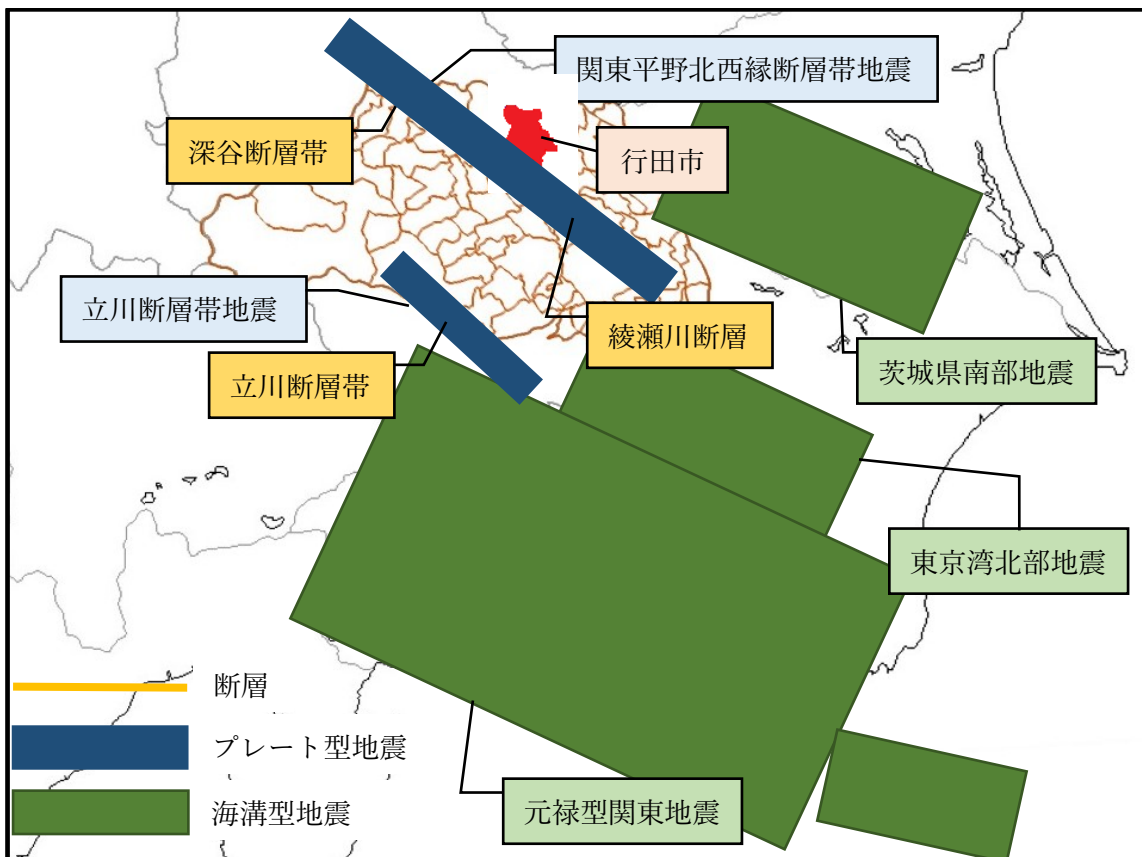 関東平野北西縁断層帯地震
深谷断層帯
行田市
立川断層帯地震
綾瀬川断層
茨城県南部地震
立川断層帯
東京湾北部地震
断層
プレート型地震
海溝型地震
元禄型関東地震